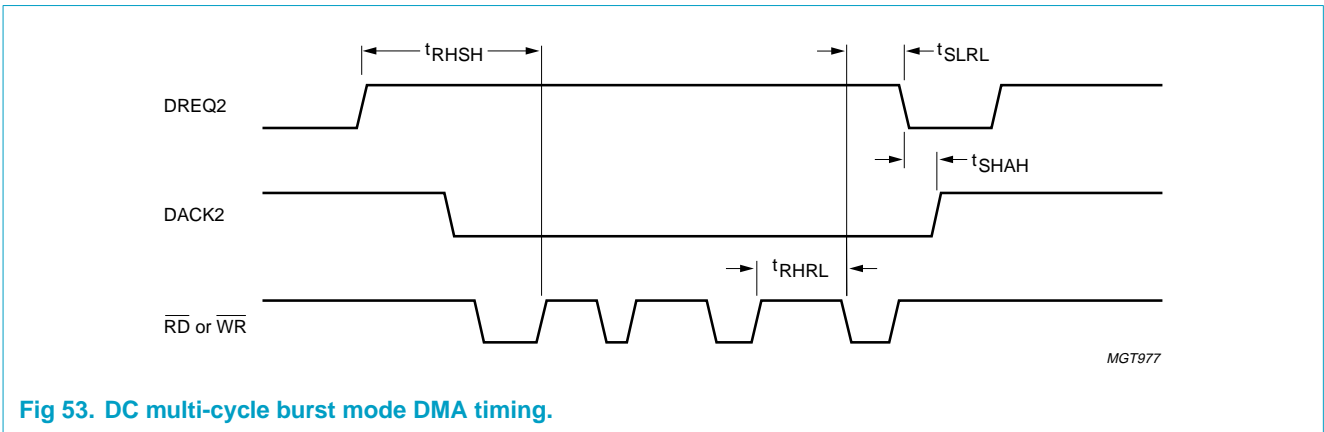 tRHSH
tSLRL
DREQ2
tSHAH
DACK2
tRHRL
RD or WR
MGT977
Fig 53. DC multi-cycle burst mode DMA timing.